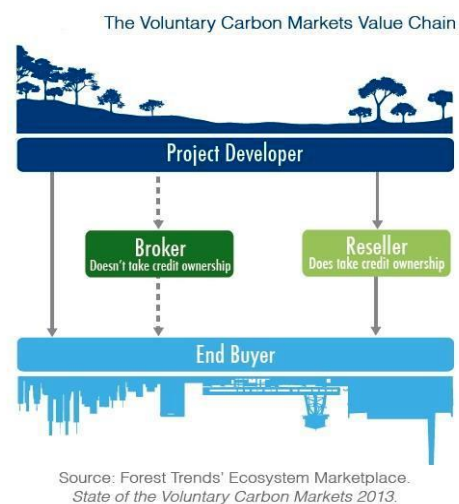 The Voluntary Carbon Markets Value Chain
Project Developer
Broker
Doesn't take credit ownership
Reseller
Does take credit ownership
End Buyer
Source: Forest Trends' Ecosystem Marketplace.
State of the Voluntary Carbon Markets 2013.